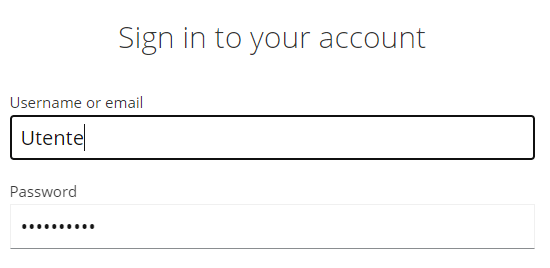 Sign in to your account
Username or email
Utente
Password
••••••••••